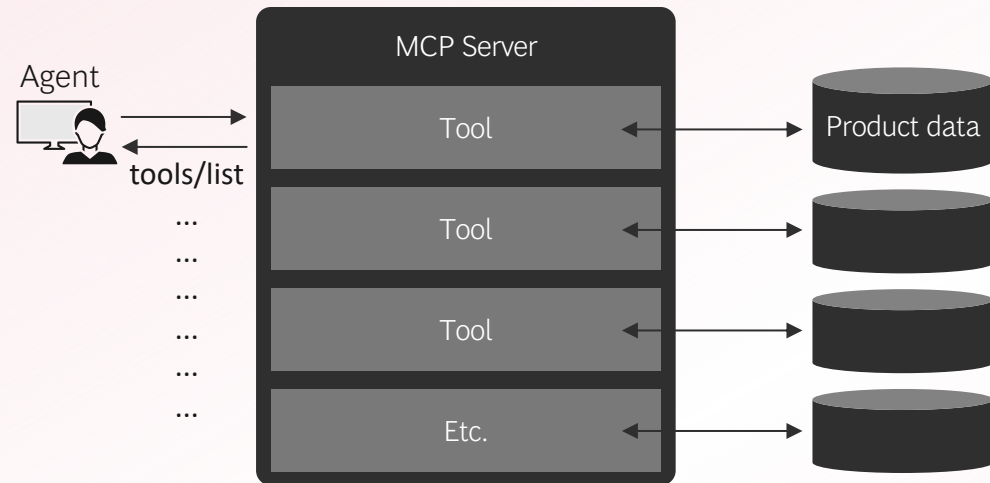 MCP Server
Agent
Tool
Product data
tools/list
...
Tool
...
...
Tool
...
...
...
Etc.